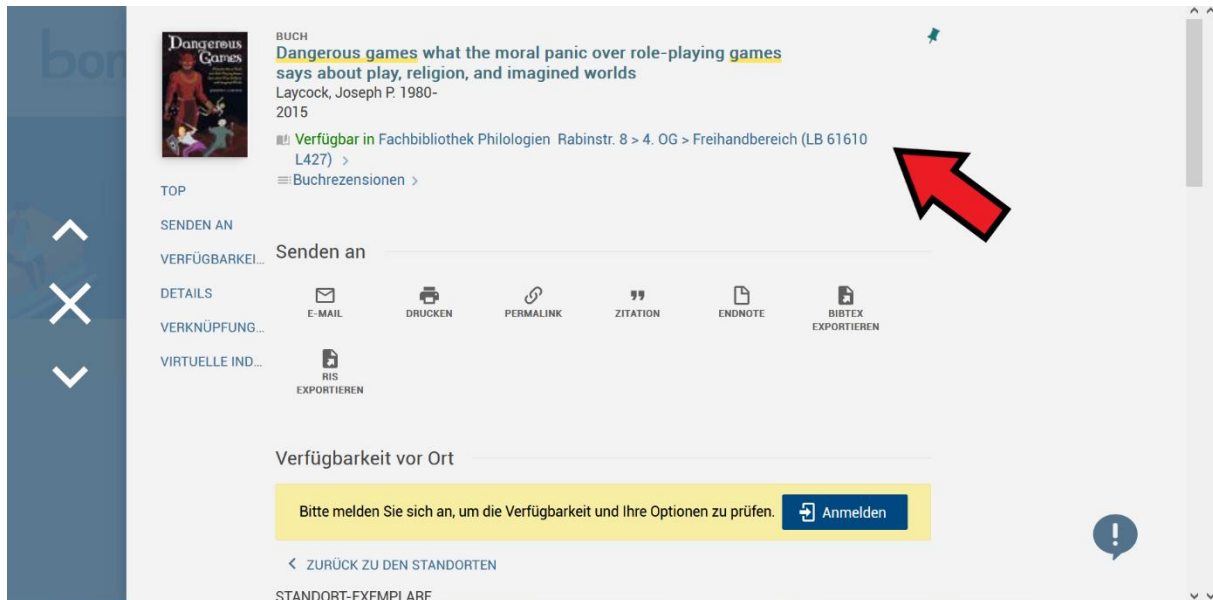 bon
Dangerous
Games
BUCH
Dangerous games what the moral panic over role-playing games
says about play, religion, and imagined worlds
Laycock, Joseph P. 1980-
2015
Verfügbar in Fachbibliothek Philologien Rabinstr. 8 > 4. OG > Freihandbereich (LB 61610
L427) >
Buchrezensionen >
TOP
SENDEN AN
VERFÜGBARKEI...
DETAILS
VERKNÜPFUNG...
VIRTUELLE IND...
Senden an
E-MAIL DRUCKEN PERMALINK ZITATION ENDNOTE BIBTEX
EXPORTIEREN
RIS
EXPORTIEREN
Verfügbarkeit vor Ort
Bitte melden Sie sich an, um die Verfügbarkeit und Ihre Optionen zu prüfen. Anmelden
< ZURÜCK ZU DEN STANDORTEN
STANDORT-EXEMPLARE